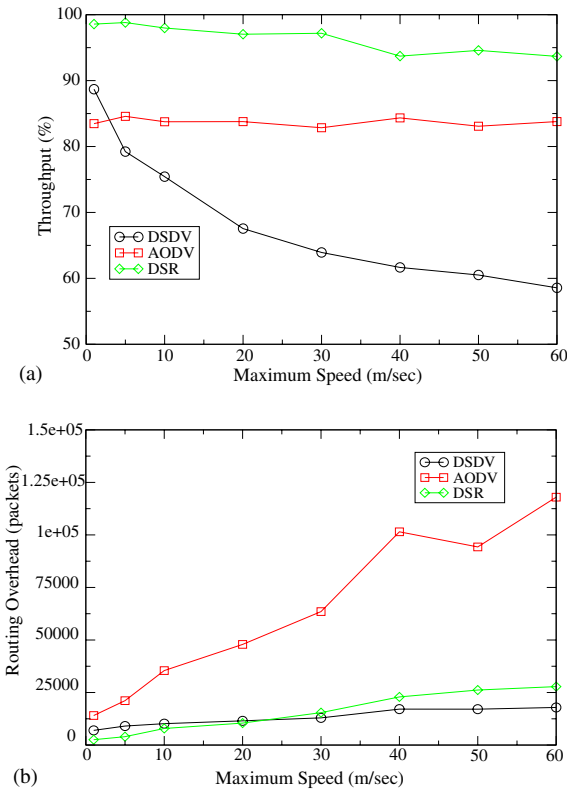 100
90
80
70
60
50
Throughput (%)
DSDV
AODV
DSR
0 10 20 30 40 50 60
Maximum Speed (m/sec)
(a)
1.5e+05
1.25e+05
1e+05
75000
50000
25000
0
Routing Overhead (packets)
DSDV
AODV
DSR
0 10 20 30 40 50 60
Maximum Speed (m/sec)
(b)